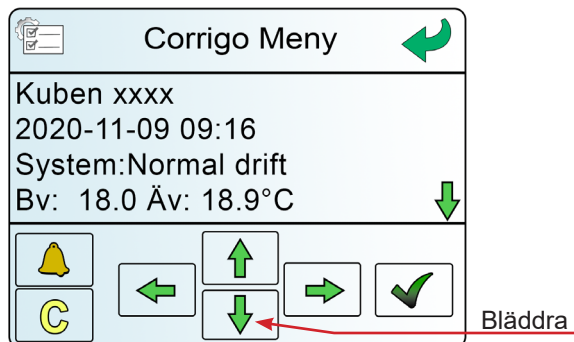 Corrigo Meny
Kuben xxxx
2020-11-09 09:16
System:Normal drift
Bv: 18.0 Äv: 18.9°C
C
Bläddra